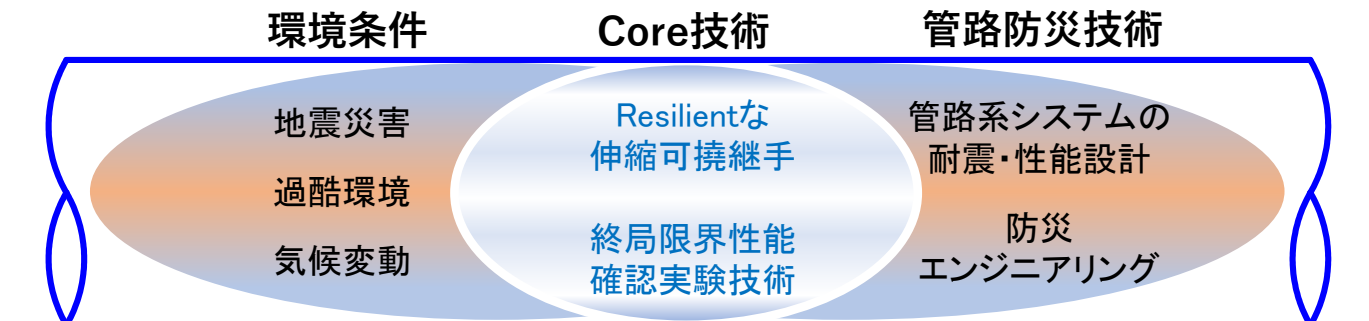 環境条件
Core技術
管路防災技術
地震災害
過酷環境
気候変動
Resilientな
伸縮可撓継手
終局限界性能
確認実験技術
管路系システムの
耐震・性能設計
防災
エンジニアリング